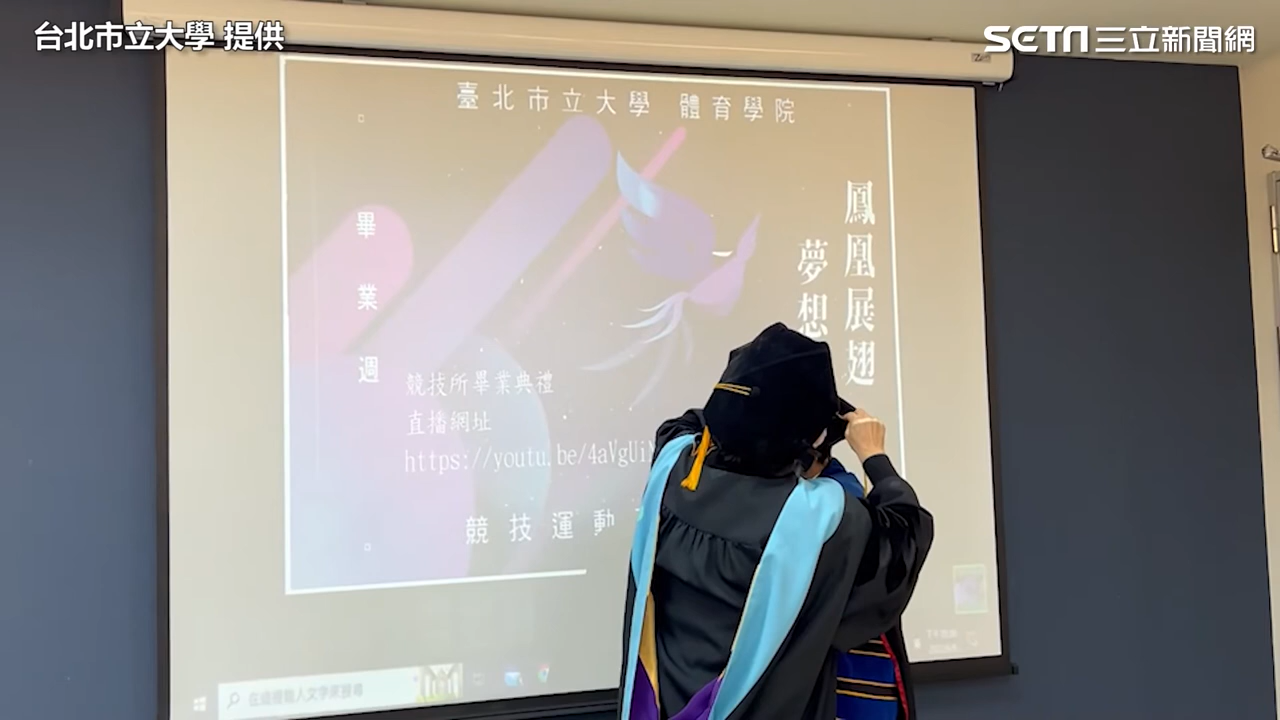 台北市立大學 提供
SETN三立新聞網
臺北市立大學 體育學院
鳳凰展翅
夢想
畢業週
競技所畢業典禮
直播網址
https://youtu.be/4aVgUi
競技運動